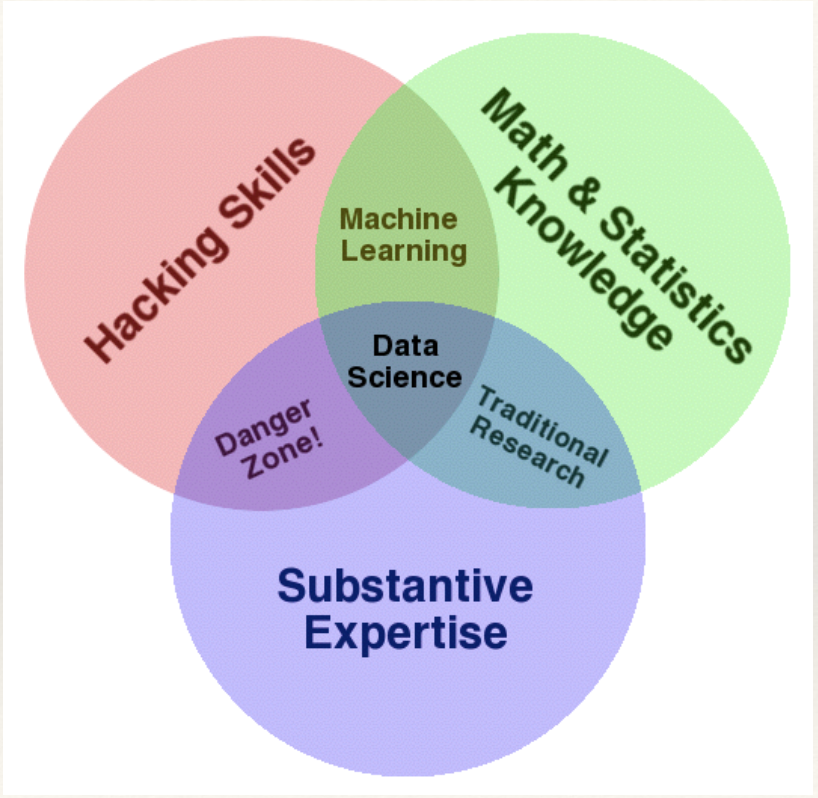 Hacking Skills
Math & Statistics
Knowledge
Machine
Learning
Data
Science
Danger
Zone!
Traditional
Research
Substantive
Expertise